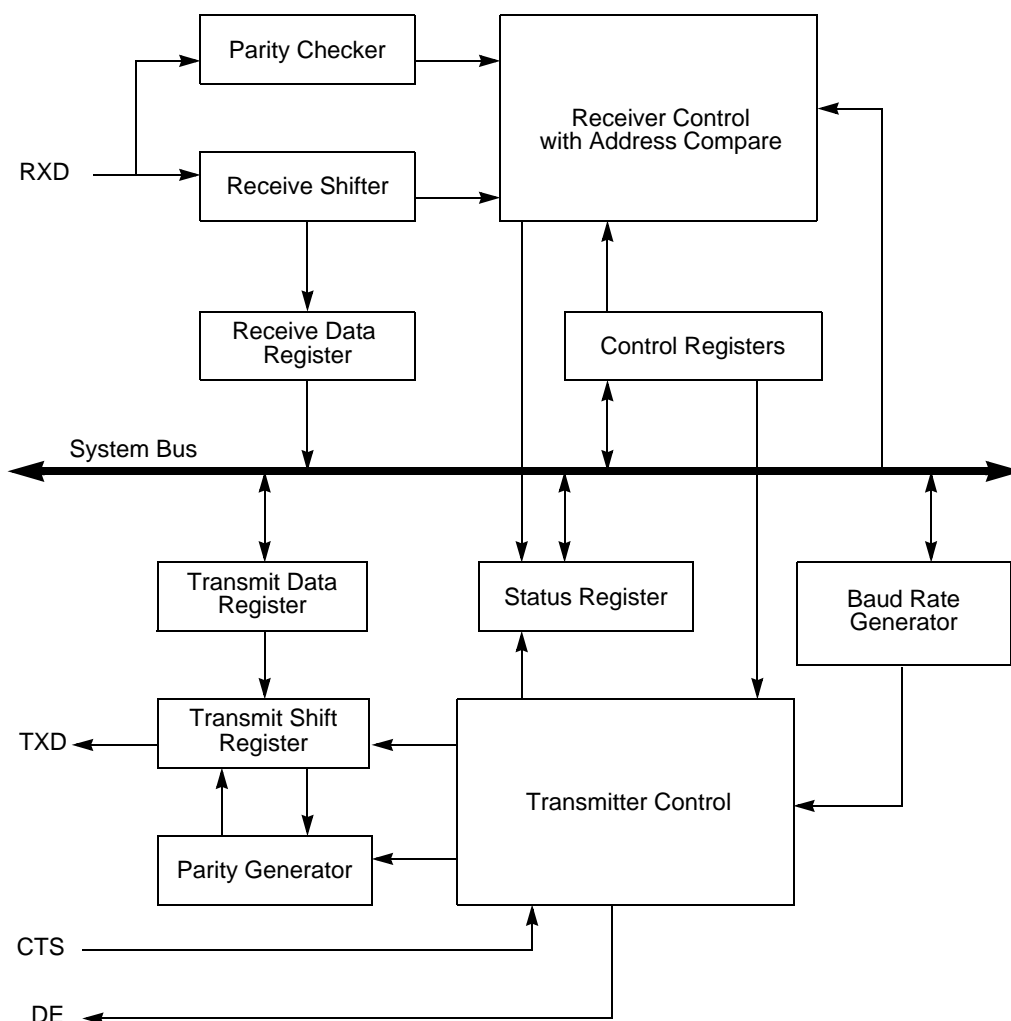 Parity Checker
Receiver Control
with Address Compare
RXD
Receive Shifter
Receive Data
Register
Control Registers
System Bus
Transmit Data
Register
Status Register
Baud Rate
Generator
Transmit Shift
Register
TXD
Transmitter Control
Parity Generator
CTS